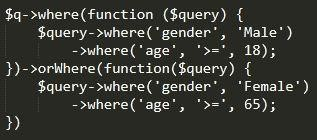 $q->where(function ($query) {
    $query->where('gender', 'Male')
        ->where('age', '>=', 18);
})->orWhere(function($query) {
    $query->where('gender', 'Female')
        ->where('age', '>=', 65);
})